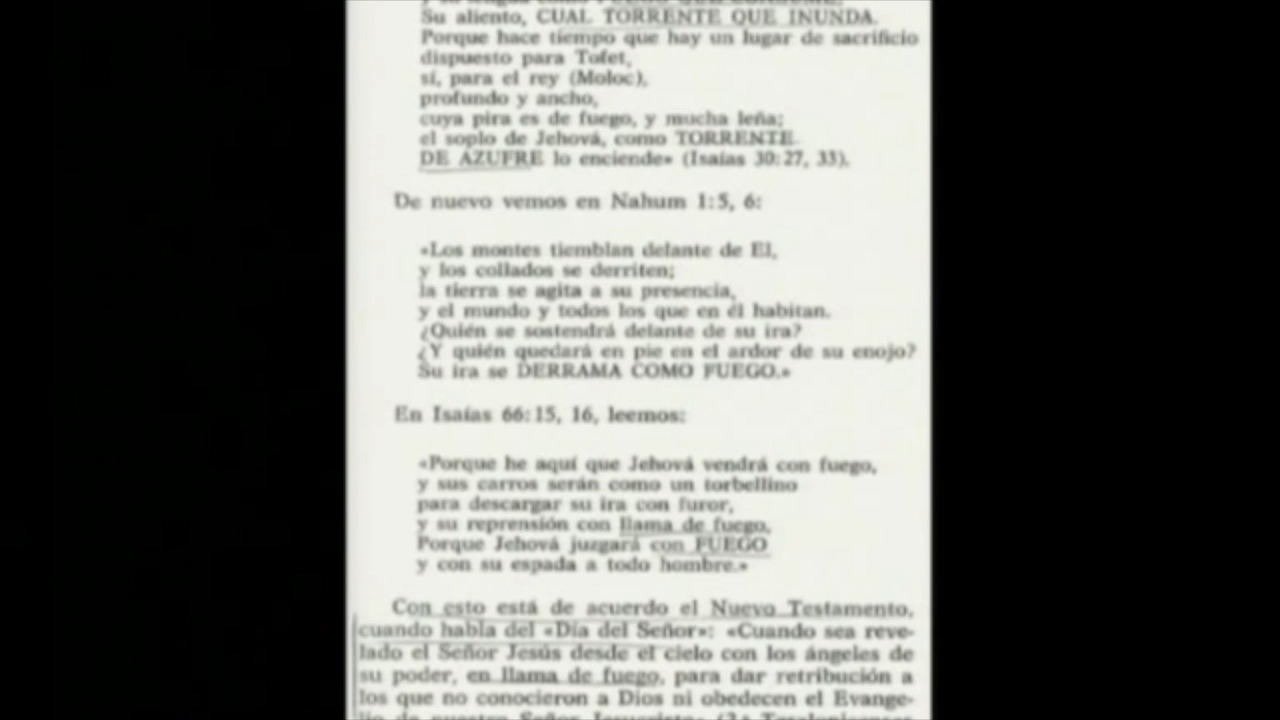 Su aliento, CUAL TORRENTE QUE INUNDA.
Porque hace tiempo que hay un lugar de sacrificio
dispuesto para Tofet,
sí, para el rey (Moloc),
profundo y ancho,
cuya pira es de fuego, y mucha leña;
el soplo de Jehová, como TORRENTE
DE AZUFRE lo enciende» (Isaías 30:27, 33).
De nuevo vemos en Nahum 1:5, 6:
«Los montes tiemblan delante de El,
y los collados se derriten;
la tierra se agita a su presencia,
y el mundo y todos los que en él habitan.
¿Quién se sostendrá delante de su ira?
¿Y quién quedará en pie en el ardor de su enojo?
Su ira se DERRAMA COMO FUEGO.»
En Isaías 66:15, 16, leemos:
«Porque he aquí que Jehová vendrá con fuego,
y sus carros serán como un torbellino
para descargar su ira con furor,
y su reprensión con llama de fuego.
Porque Jehová juzgará con FUEGO
y con su espada a todo hombre.»
Con esto está de acuerdo el Nuevo Testamento,
cuando habla del «Día del Señor»: «Cuando sea reve-
lado el Señor Jesús desde el cielo con los ángeles de
su poder, en llama de fuego, para dar retribución a
los que no conocieron a Dios ni obedecen el Evange-